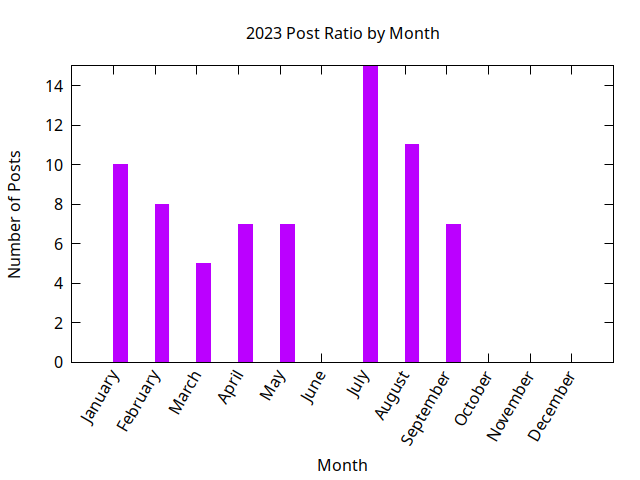 2023 Post Ratio by Month
Number of Posts
14
12
10
8
6
4
2
0
January
February
March
April
May
June
July
August
September
October
November
December
Month